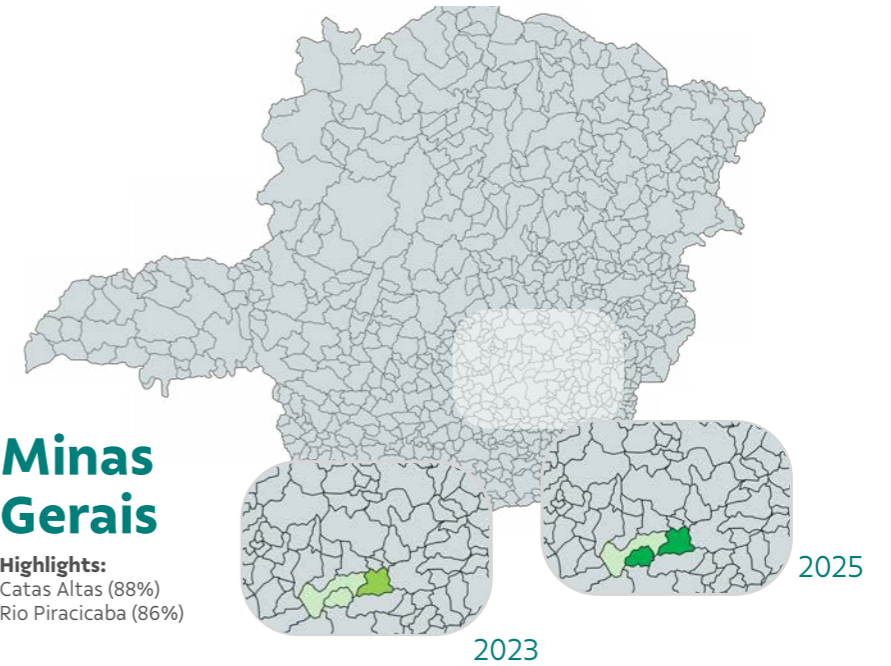 Minas
Gerais
Highlights:
Catas Altas (88%)
Rio Piracicaba (86%)
2023
2025